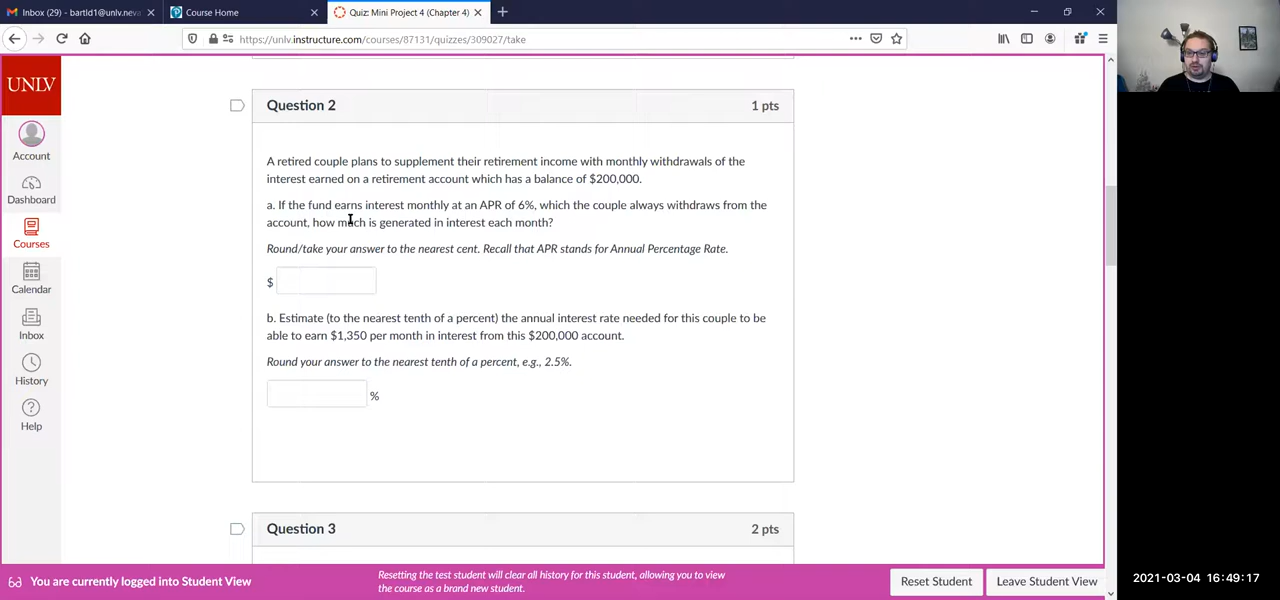 Inbox (29) - bartld1@unlv.neva
Course Home
Quiz: Mini Project 4 (Chapter 4)
https://unlv.instructure.com/courses/87131/quizzes/309027/take
UNLV
Account
Dashboard
Courses
Calendar
Inbox
History
Help
Question 2
1 pts
A retired couple plans to supplement their retirement income with monthly withdrawals of the
interest earned on a retirement account which has a balance of $200,000.
a. If the fund earns interest monthly at an APR of 6%, which the couple always withdraws from the
account, how much is generated in interest each month?
Round/take your answer to the nearest cent. Recall that APR stands for Annual Percentage Rate.
$
b. Estimate (to the nearest tenth of a percent) the annual interest rate needed for this couple to be
able to earn $1,350 per month in interest from this $200,000 account.
Round your answer to the nearest tenth of a percent, e.g., 2.5%.
%
Question 3
2 pts
You are currently logged into Student View
Resetting the test student will clear all history for this student, allowing you to view
the course as a brand new student.
Reset Student
Leave Student View
2021-03-04 16:49:17